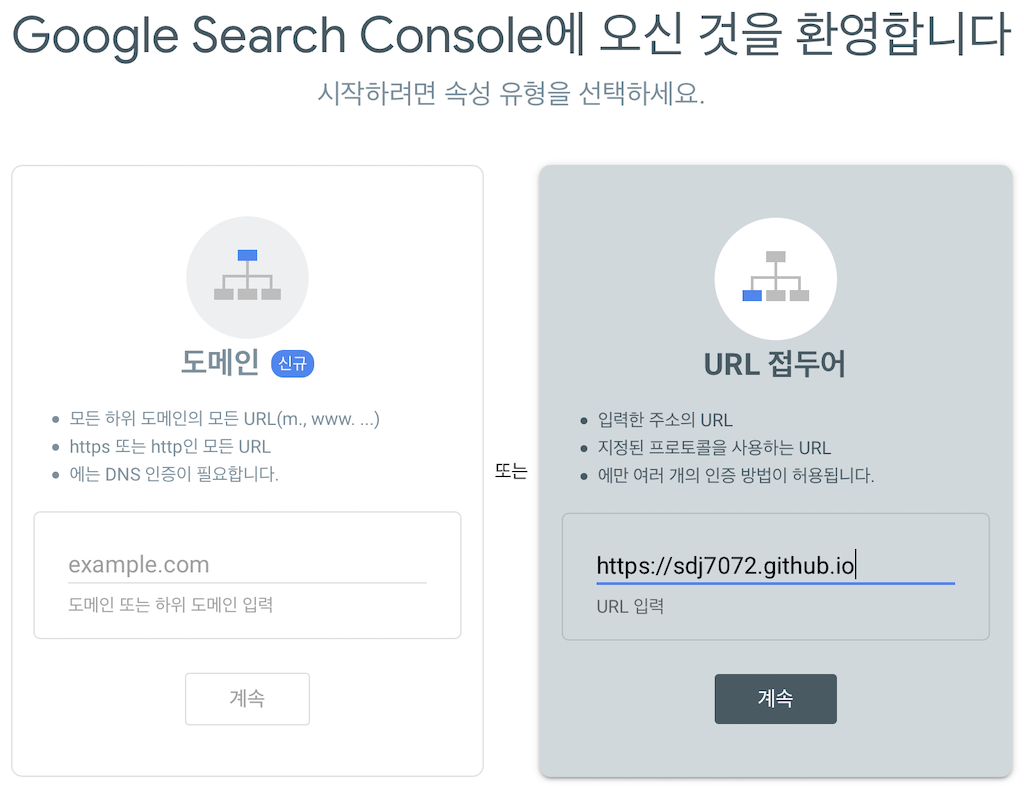 Google Search Console에 오신 것을 환영합니다
시작하려면 속성 유형을 선택하세요.
도메인 신규
모든 하위 도메인의 모든 URL(m., www. ...)
https 또는 http인 모든 URL
에는 DNS 인증이 필요합니다.
example.com
도메인 또는 하위 도메인 입력
계속
또는
URL 접두어
입력한 주소의 URL
지정된 프로토콜을 사용하는 URL
에만 여러 개의 인증 방법이 허용됩니다.
https://sdj7072.github.io
URL 입력
계속